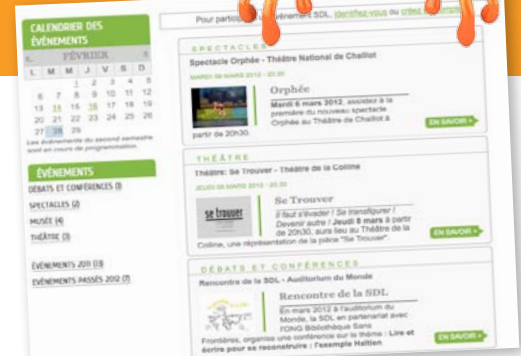 CALENDRIER DES
ÉVÉNEMENTS
FÉVRIER
L M M J V S D
1 2 3 4 5
6 7 8 9 10 11 12
13 14 15 16 17 18 19
20 21 22 23 24 25 26
27 28 29
Les événements du second semestre
sont en cours de programmation.
ÉVÉNEMENTS
DÉBATS ET CONFÉRENCES (1)
SPECTACLES (2)
MUSÉE (4)
THÉÂTRE (3)
ÉVÉNEMENTS 2011 (13)
ÉVÉNEMENTS PASSÉS 2012 (7)
Pour participer un événement SDL, identifiez-vous ou créez
SPECTACLES
Spectacle Orphée - Théâtre National de Chaillot
MARDI 06 MARS 2012 - 20:30
Orphée
Mardi 6 mars 2012, assistez à la
première du nouveau spectacle
Orphée au Théâtre de Chaillot à
partir de 20h30.
EN SAVOIR +
THÉÂTRE
Théâtre: Se Trouver - Théâtre de la Colline
JEUDI 08 MARS 2012 - 20:30
se trouver
Se Trouver
Il faut s'évader ! Se transfigurer !
Devenir autre ! Jeudi 8 mars à partir
de 20h30, aura lieu au Théâtre de la
Colline, une représentation de la pièce "Se Trouver".
EN SAVOIR +
DÉBATS ET CONFÉRENCES
Rencontre de la SDL - Auditorium du Monde
Rencontre de la SDL
En mars 2012 à l'auditorium du
Monde, la SDL en partenariat avec
l'ONG Bibliothèque Sans
Frontières, organise une conférence sur le thème : Lire et
écrire pour se reconstruire : l'exemple Haïtien
EN SAVOIR +